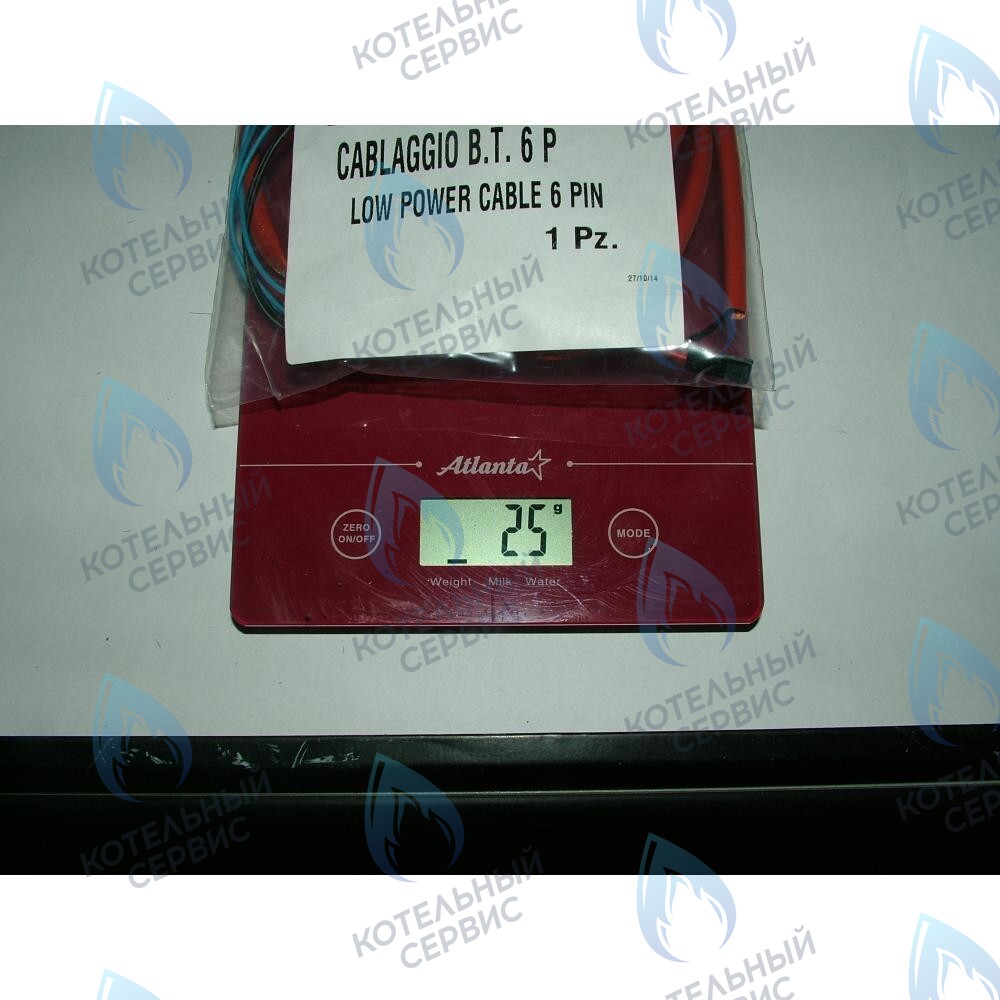 CABLAGGIO B.T. 6 P
LOW POWER CABLE 6 PIN
1 Pz.
27/10/14
Atlanta
ZERO
ON/OFF
25 g
MODE
Weight Milk Water
КОТЕЛЬНЫЙ
СЕРВИС